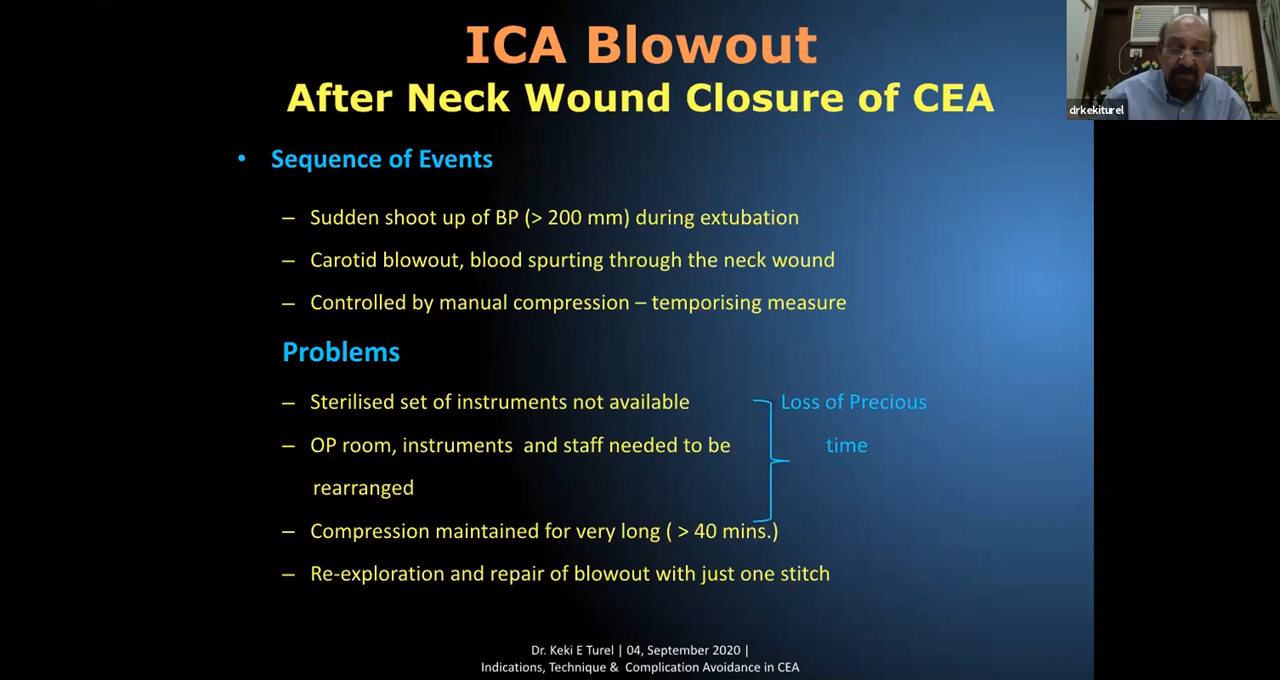 ICA Blowout
After Neck Wound Closure of CEA
drkekiturel
• Sequence of Events
– Sudden shoot up of BP (> 200 mm) during extubation
– Carotid blowout, blood spurting through the neck wound
– Controlled by manual compression – temporising measure
Problems
– Sterilised set of instruments not available
Loss of Precious
– OP room, instruments and staff needed to be
time
rearranged
– Compression maintained for very long ( > 40 mins.)
– Re-exploration and repair of blowout with just one stitch
Dr. Keki E Turel | 04, September 2020 |
Indications, Technique & Complication Avoidance in CEA